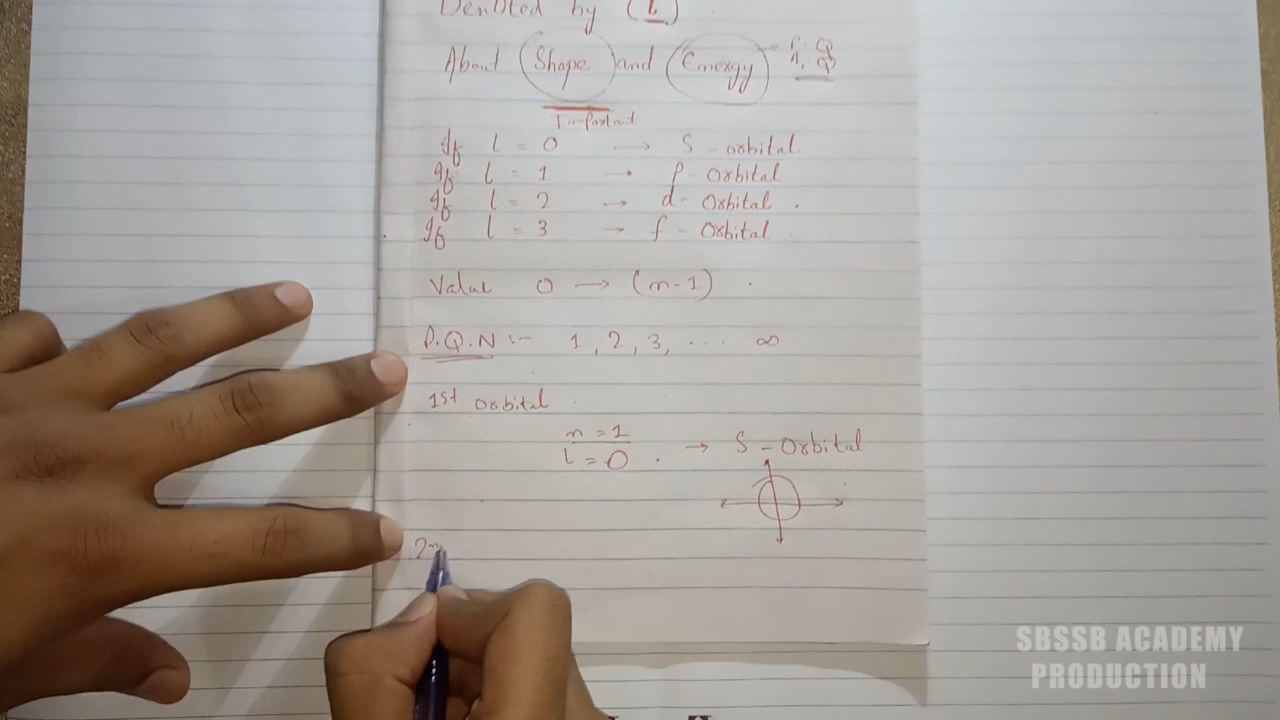 Denoted by (l)
About Shape and Energy
Important
If l = 0 → S - orbital
If l = 1 → p - Orbital
If l = 2 → d - Orbital .
If l = 3 → f - Orbital
Value 0 → (n-1) .
P.Q.N :- 1, 2, 3, ..... ∞
1st orbital
n = 1
l = 0 . → S - Orbital
2n
SBSSB ACADEMY
PRODUCTION